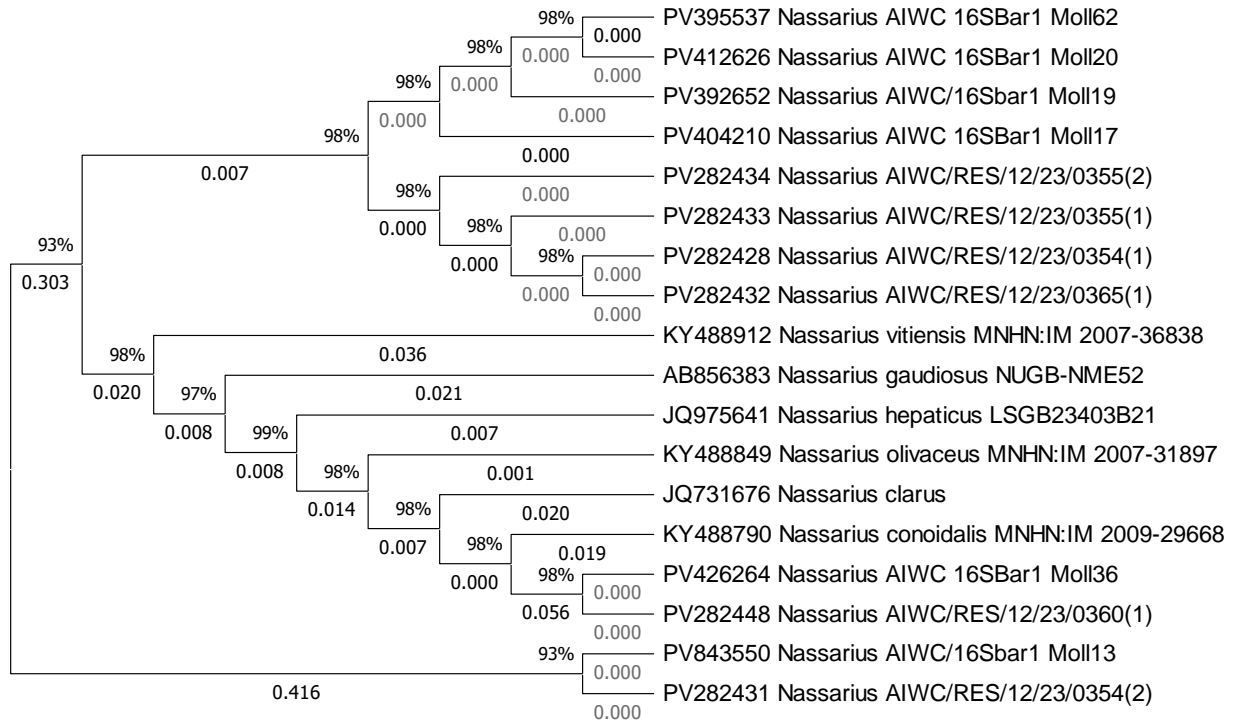 98% PV395537 Nassarius AIWC 16SBar1 Moll62
0.000
98% PV412626 Nassarius AIWC 16SBar1 Moll20
0.000 0.000
98% PV392652 Nassarius AIWC/16Sbar1 Moll19
0.000 0.000
0.000
98% PV404210 Nassarius AIWC 16SBar1 Moll17
0.000
0.007
98% PV282434 Nassarius AIWC/RES/12/23/0355(2)
0.000
98% PV282433 Nassarius AIWC/RES/12/23/0355(1)
0.000 0.000
93% 98% PV282428 Nassarius AIWC/RES/12/23/0354(1)
0.303 0.000 0.000
0.000 PV282432 Nassarius AIWC/RES/12/23/0365(1)
0.000
98% KY488912 Nassarius vitiensis MNHN:IM 2007-36838
0.036
97% AB856383 Nassarius gaudiosus NUGB-NME52
0.020 0.021
99% JQ975641 Nassarius hepaticus LSGB23403B21
0.008 0.007
98% KY488849 Nassarius olivaceus MNHN:IM 2007-31897
0.008 0.001
98% JQ731676 Nassarius clarus
0.014 0.020
98% KY488790 Nassarius conoidalis MNHN:IM 2009-29668
0.007 0.019
98% PV426264 Nassarius AIWC 16SBar1 Moll36
0.000 0.000
0.056 PV282448 Nassarius AIWC/RES/12/23/0360(1)
0.000
93% PV843550 Nassarius AIWC/16Sbar1 Moll13
0.000
0.416 PV282431 Nassarius AIWC/RES/12/23/0354(2)
0.000